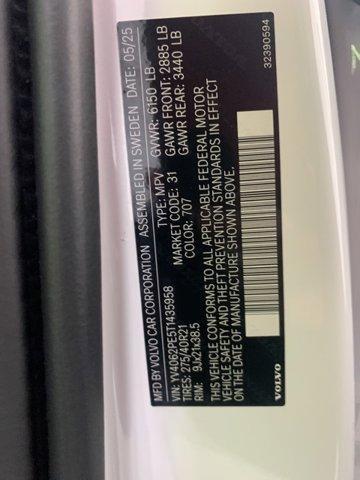 MFD BY VOLVO CAR CORPORATION ASSEMBLED IN SWEDEN DATE: 05/25
VIN: YV4062PE5T1435958 GVWR: 6150 LB
TIRES: 275/40R21 TYPE: MPV GAWR FRONT: 2885 LB
RIM: 9Jx21x38.5 MARKET CODE: 31 GAWR REAR: 3440 LB
COLOR: 707
THIS VEHICLE CONFORMS TO ALL APPLICABLE FEDERAL MOTOR
VEHICLE SAFETY AND THEFT PREVENTION STANDARDS IN EFFECT
ON THE DATE OF MANUFACTURE SHOWN ABOVE.
VOLVO
32390594